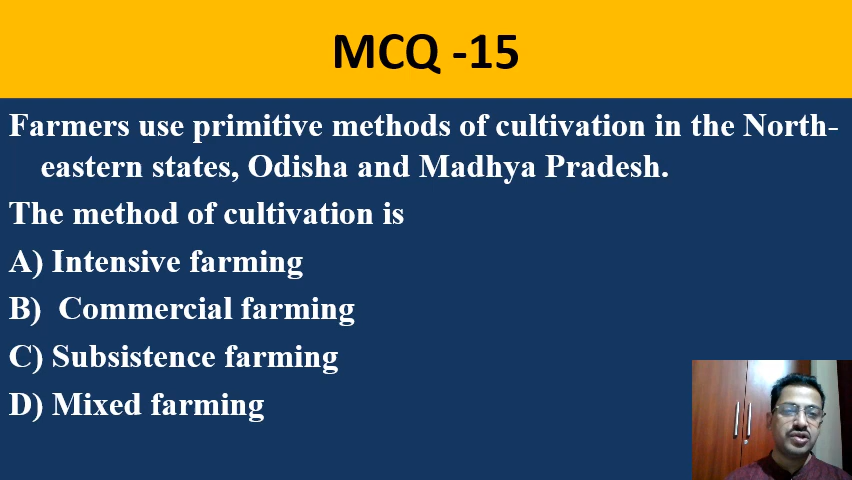 MCQ -15
Farmers use primitive methods of cultivation in the North-
eastern states, Odisha and Madhya Pradesh.
The method of cultivation is
A) Intensive farming
B) Commercial farming
C) Subsistence farming
D) Mixed farming